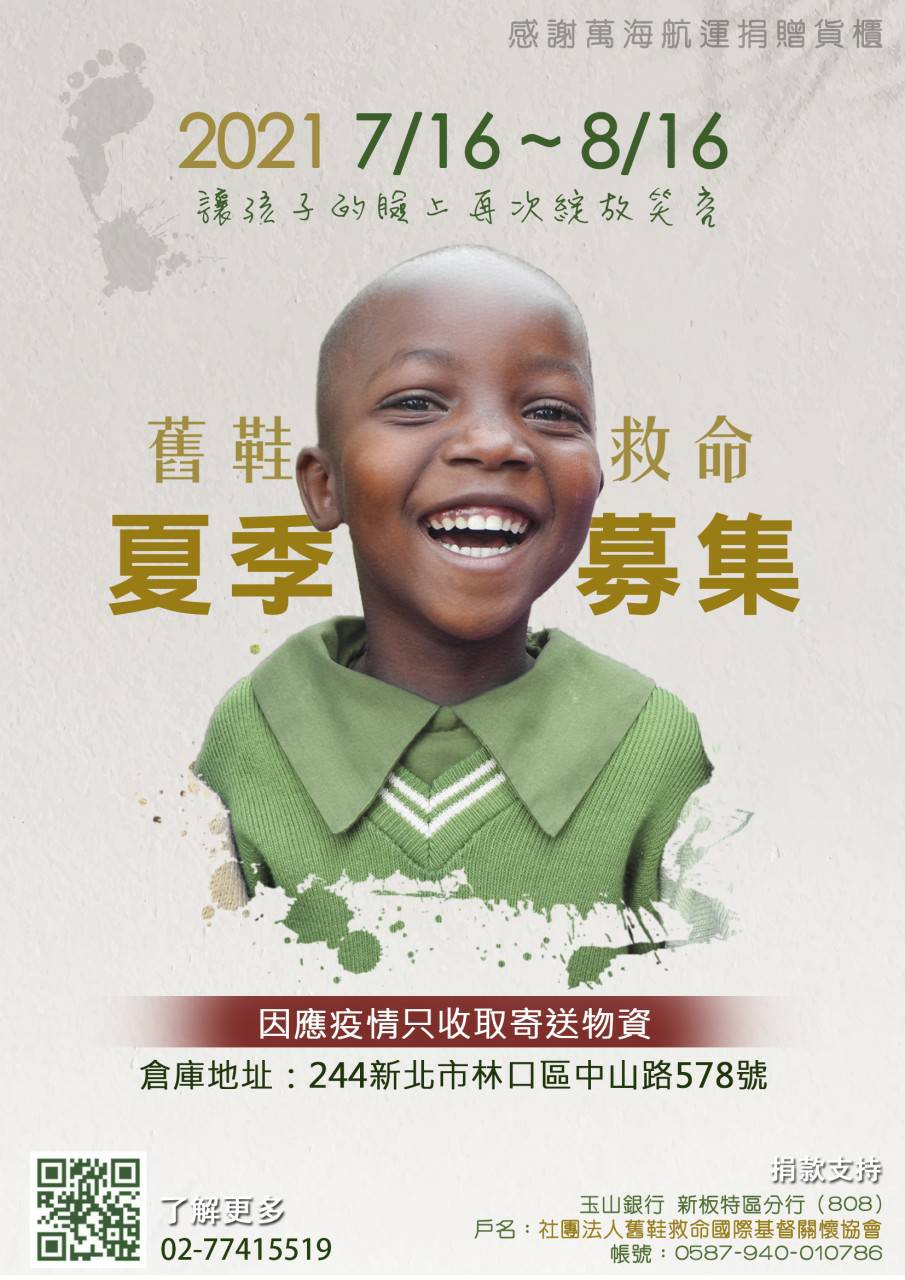 感謝萬海航運捐贈貨櫃
2021 7/16 ~ 8/16
讓孩子的臉上再次綻放笑容
舊鞋救命
夏季募集
因應疫情只收取寄送物資
倉庫地址：244新北市林口區中山路578號
了解更多
02-77415519
捐款支持
玉山銀行 新板特區分行（808）
戶名：社團法人舊鞋救命國際基督關懷協會
帳號：0587-940-010786